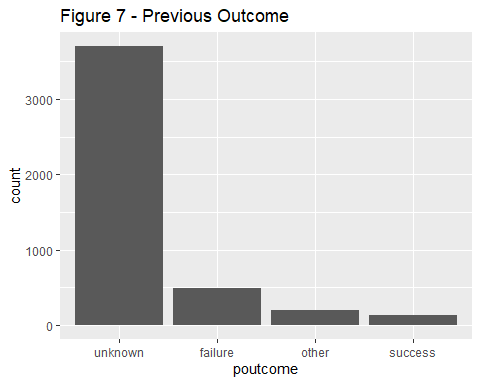 Figure 7 - Previous Outcome
count
3000
2000
1000
0
unknown failure other success
poutcome